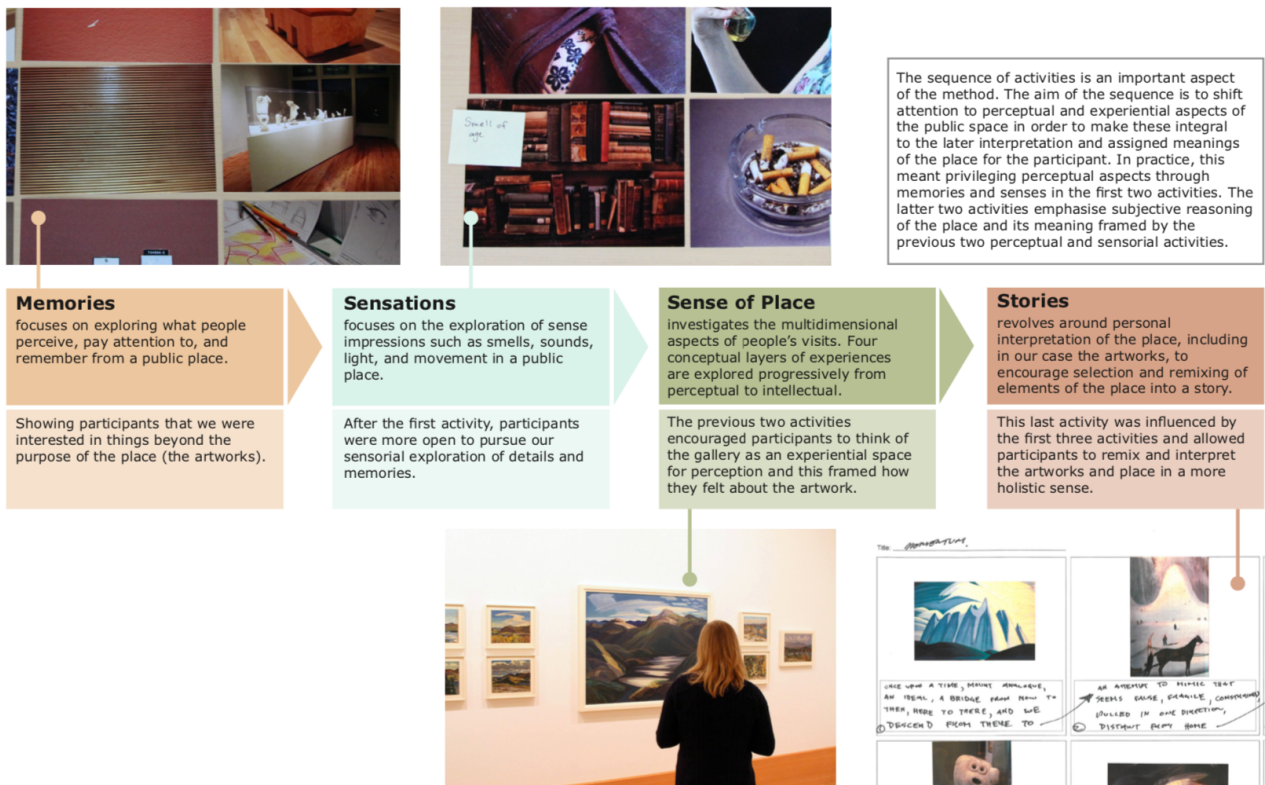 Smell of
age
The sequence of activities is an important aspect
of the method. The aim of the sequence is to shift
attention to perceptual and experiential aspects of
the public space in order to make these integral
to the later interpretation and assigned meanings
of the place for the participant. In practice, this
meant privileging perceptual aspects through
memories and senses in the first two activities. The
latter two activities emphasise subjective reasoning
of the place and its meaning framed by the
previous two perceptual and sensorial activities.
Memories
focuses on exploring what people
perceive, pay attention to, and
remember from a public place.
Showing participants that we were
interested in things beyond the
purpose of the place (the artworks).
Sensations
focuses on the exploration of sense
impressions such as smells, sounds,
light, and movement in a public
place.
After the first activity, participants
were more open to pursue our
sensorial exploration of details and
memories.
Sense of Place
investigates the multidimensional
aspects of people's visits. Four
conceptual layers of experiences
are explored progressively from
perceptual to intellectual.
The previous two activities
encouraged participants to think of
the gallery as an experiential space
for perception and this framed how
they felt about the artwork.
Stories
revolves around personal
interpretation of the place, including
in our case the artworks, to
encourage selection and remixing of
elements of the place into a story.
This last activity was influenced by
the first three activities and allowed
participants to remix and interpret
the artworks and place in a more
holistic sense.
Title: MOMENTUM.
ONCE UPON A TIME, MOUNT ANALOGUE,
AN IDEAL, A BRIDGE FROM NOW TO
THEN, HERE TO THERE, AND WE
① DESCEND FROM THERE TO
AN ATTEMPT TO MIMIC THAT
SEEMS FALSE, FRAGILE, CONSTRAINED
PULLED IN ONE DIRECTION,
② DISTANT FROM HOME